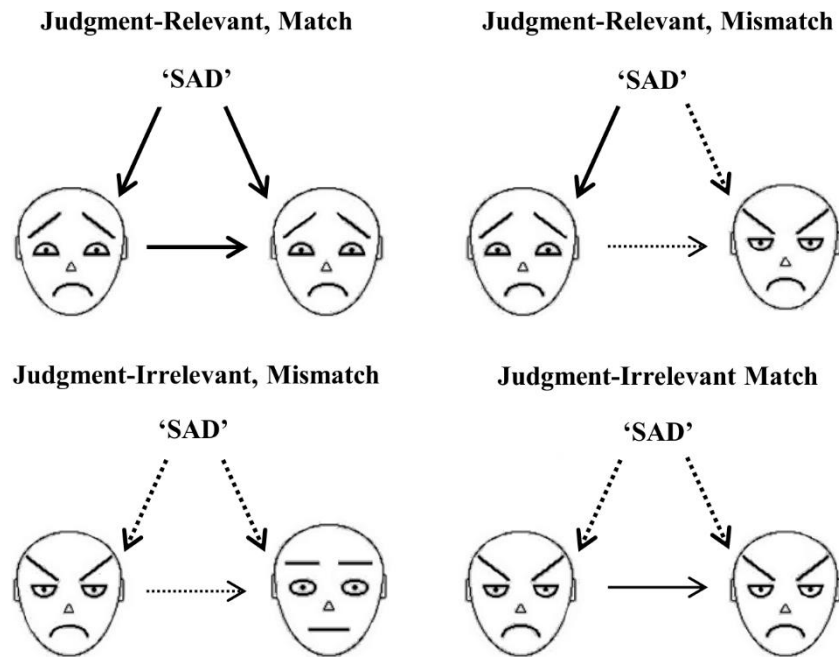 Judgment-Relevant, Match
Judgment-Relevant, Mismatch
‘SAD’
‘SAD’
Judgment-Irrelevant, Mismatch
Judgment-Irrelevant Match
‘SAD’
‘SAD’